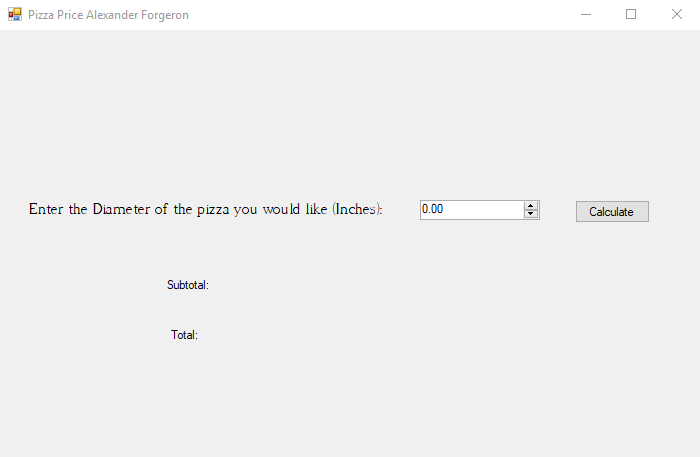 Pizza Price Alexander Forgeron
Enter the Diameter of the pizza you would like (Inches): 0.00 Calculate
Subtotal:
Total: